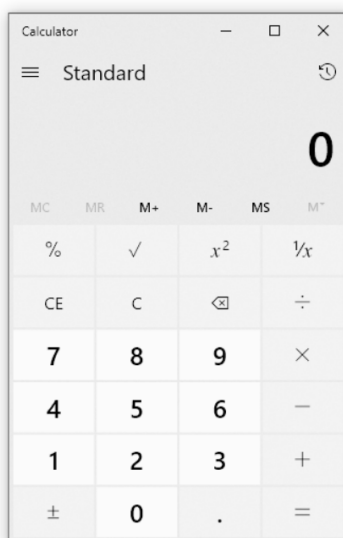 Calculator
Standard
0
MC MR M+ M- MS M˅
% √ x² ¹/x
CE C ÷
7 8 9 ×
4 5 6 −
1 2 3 +
± 0 . =